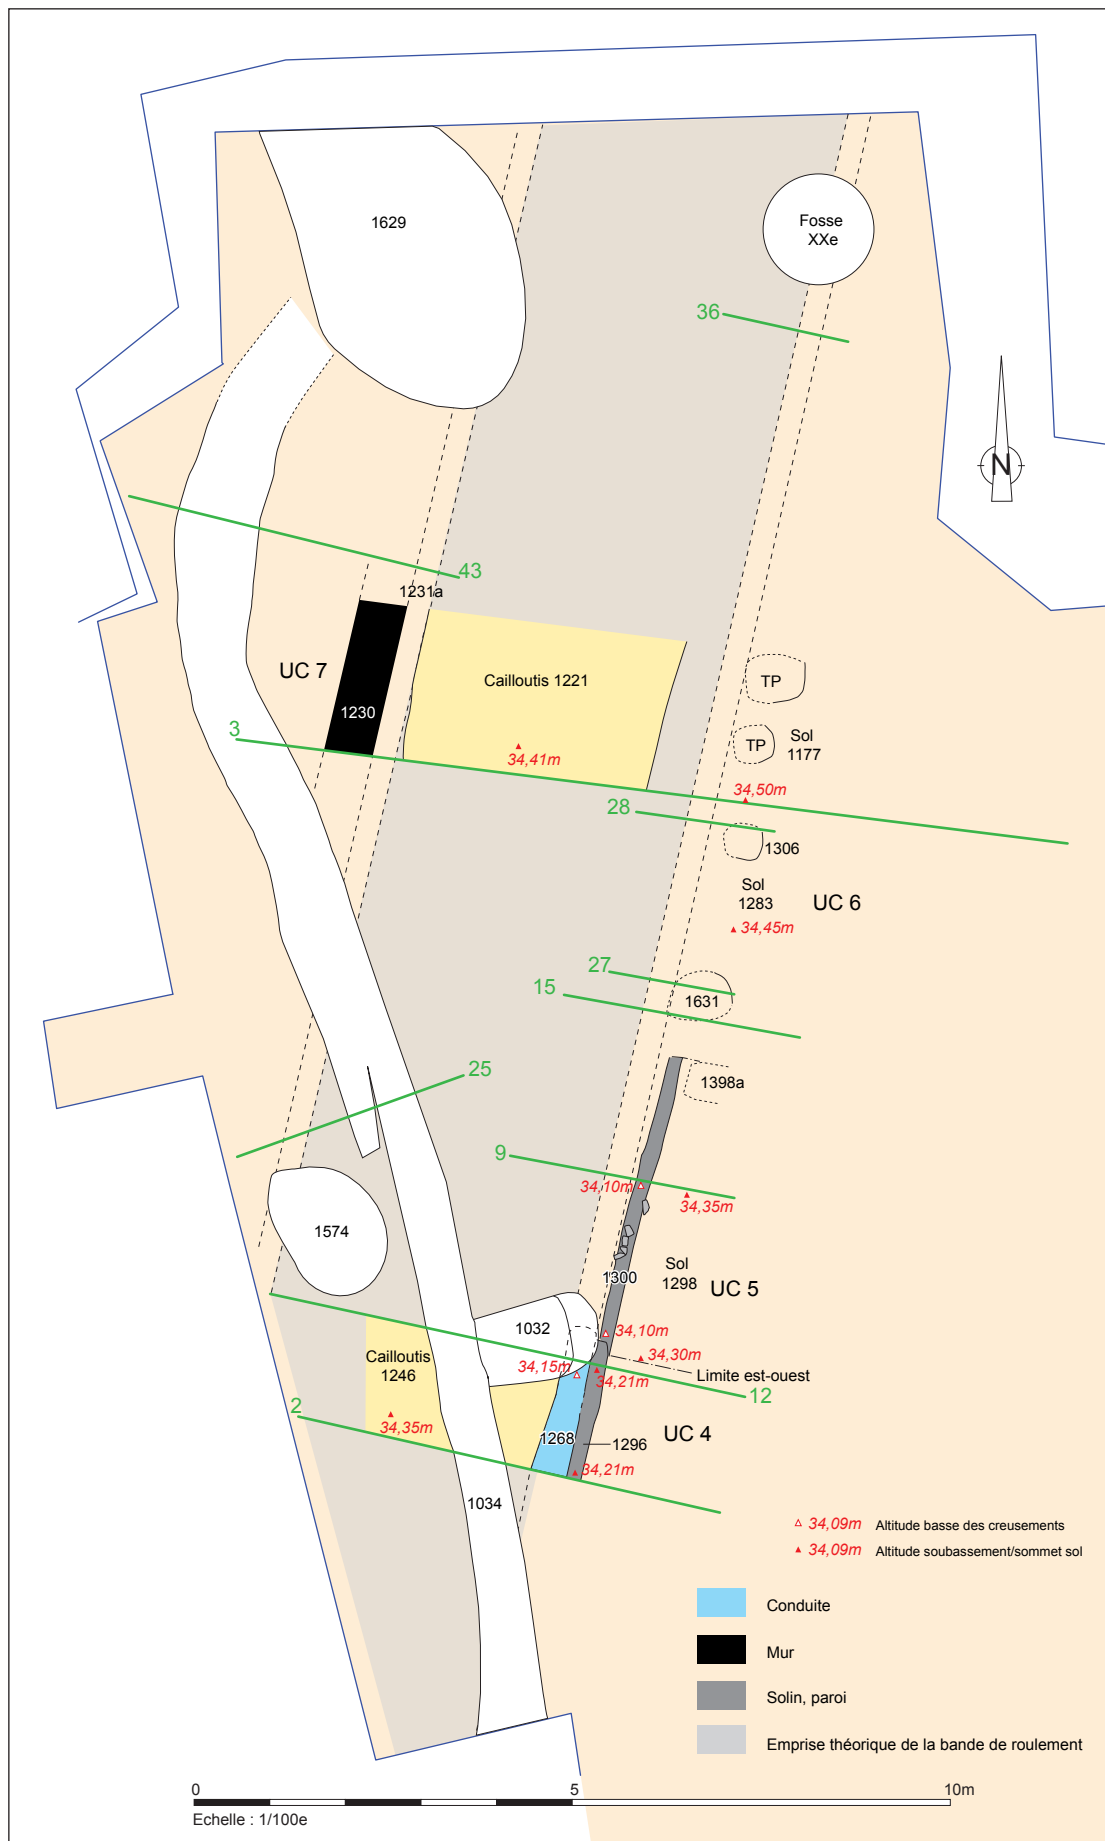 1629
Fosse
XXe
36
N
43
1231a
UC 7
1230
Cailloutis 1221
TP
3
TP
Sol
1177
34,41m
34,50m
28
1306
Sol
1283
UC 6
34,45m
27
15
1631
25
1398a
9
34,10m
34,35m
1574
1300
Sol
1298
UC 5
1032
34,10m
34,30m
Cailloutis
1246
34,15m
34,21m
Limite est-ouest
12
2
34,35m
1268
1296
UC 4
34,21m
1034
34,09m Altitude basse des creusements
34,09m Altitude soubassement/sommet sol
Conduite
Mur
Solin, paroi
Emprise théorique de la bande de roulement
0 5 10m
Echelle : 1/100e